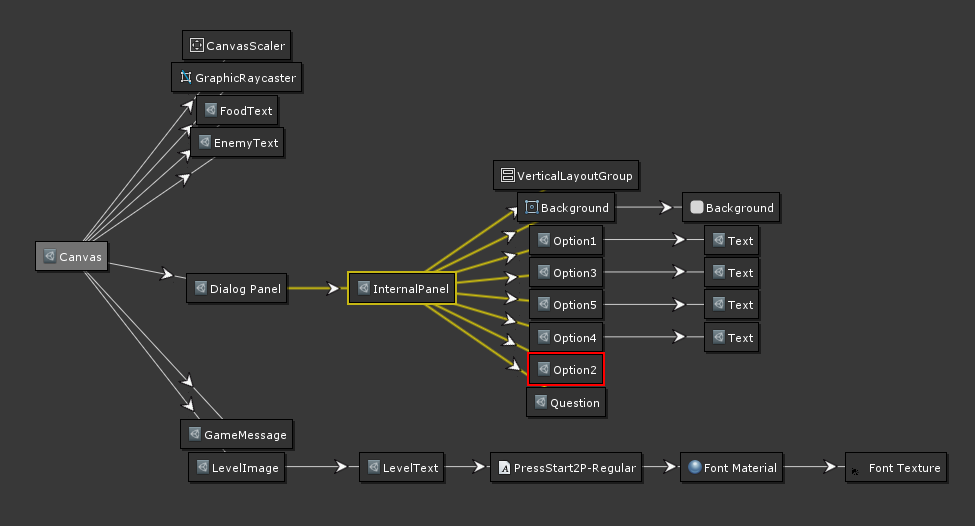 CanvasScaler
GraphicRaycaster
FoodText
EnemyText
VerticalLayoutGroup
Background
Background
Option1
Text
Canvas
Option3
Text
Dialog Panel
InternalPanel
Option5
Text
Option4
Text
Option2
Question
GameMessage
LevelImage
LevelText
PressStart2P-Regular
Font Material
Font Texture